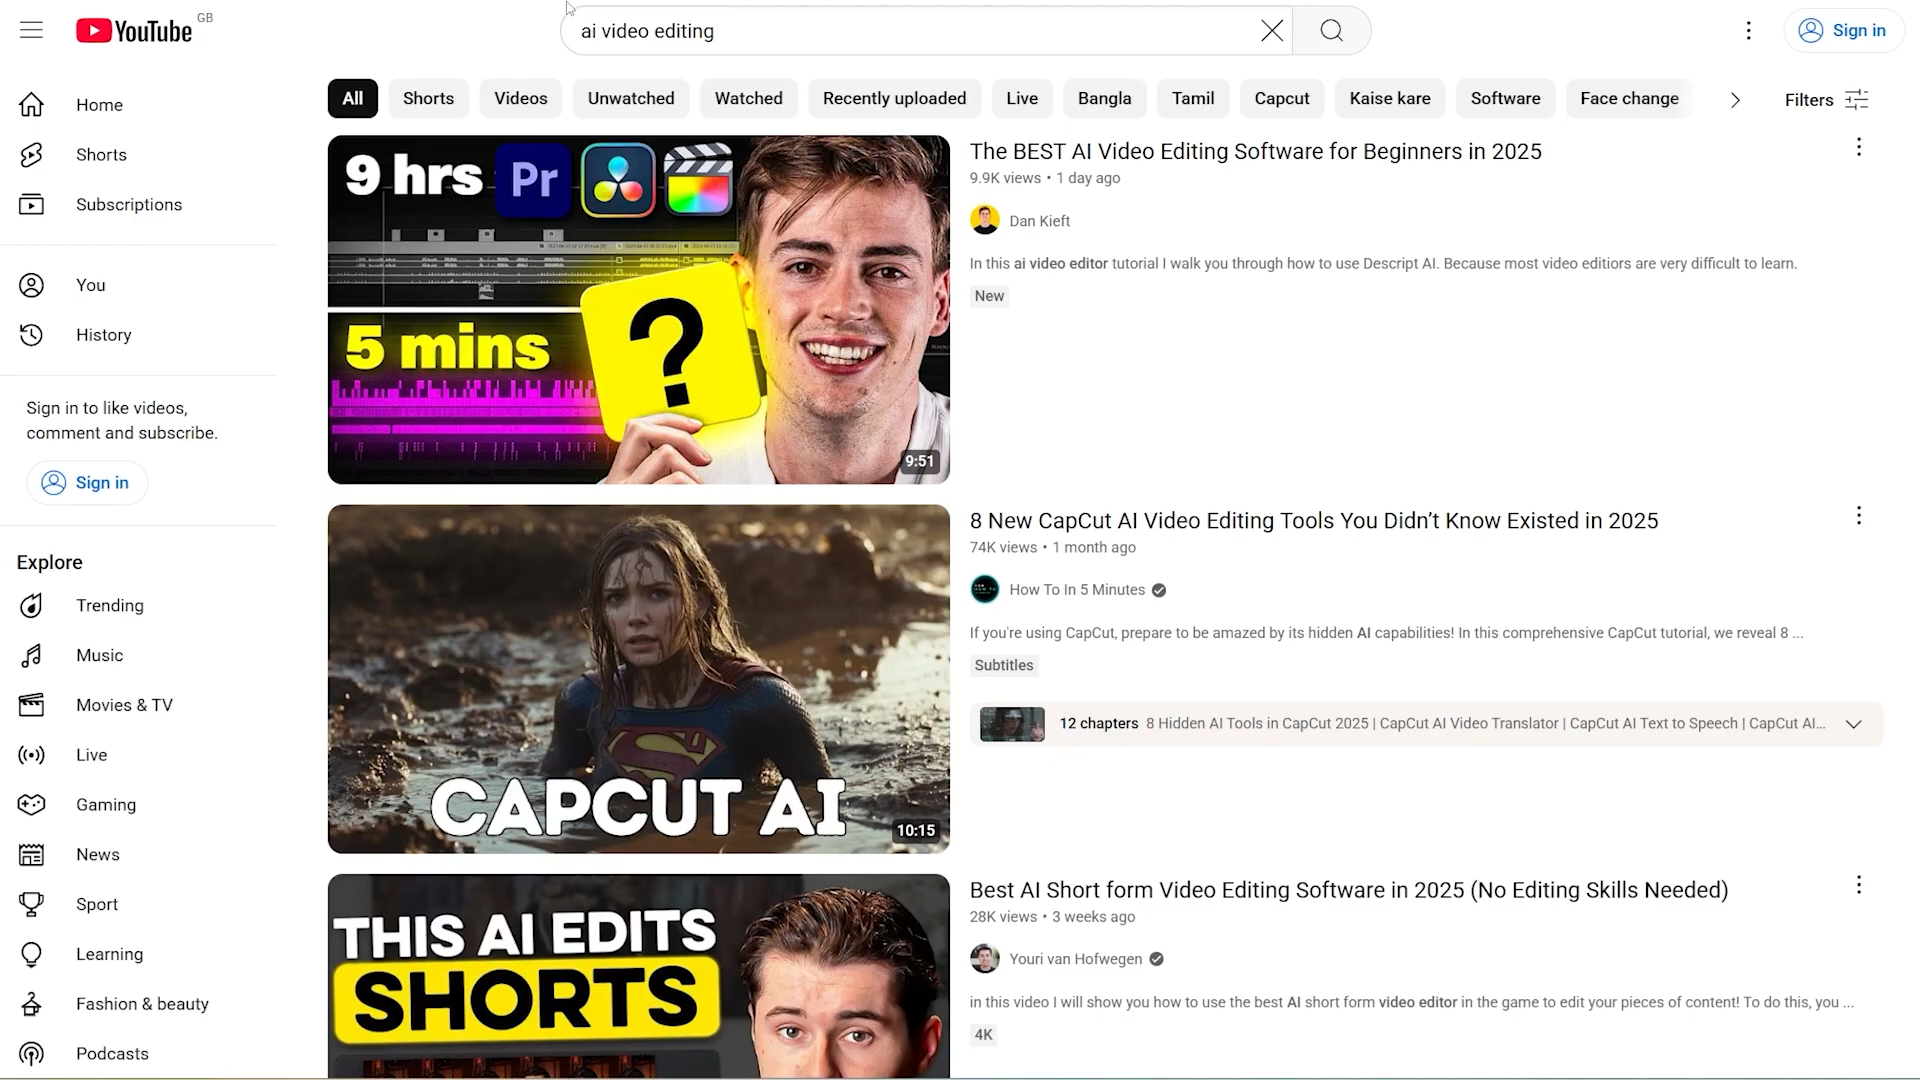 YouTube GB
ai video editing
Sign in
Home
Shorts
Subscriptions
You
History
Sign in to like videos,
comment and subscribe.
Sign in
Explore
Trending
Music
Movies & TV
Live
Gaming
News
Sport
Learning
Fashion & beauty
Podcasts
All
Shorts
Videos
Unwatched
Watched
Recently uploaded
Live
Bangla
Tamil
Capcut
Kaise kare
Software
Face change
Filters
9 hrs Pr
5 mins
?
9:51
The BEST AI Video Editing Software for Beginners in 2025
9.9K views • 1 day ago
Dan Kieft
In this ai video editor tutorial I walk you through how to use Descript AI. Because most video editiors are very difficult to learn.
New
CAPCUT AI
10:15
8 New CapCut AI Video Editing Tools You Didn’t Know Existed in 2025
74K views • 1 month ago
How To In 5 Minutes
If you're using CapCut, prepare to be amazed by its hidden AI capabilities! In this comprehensive CapCut tutorial, we reveal 8 ...
Subtitles
12 chapters 8 Hidden AI Tools in CapCut 2025 | CapCut AI Video Translator | CapCut AI Text to Speech | CapCut AI...
THIS AI EDITS
SHORTS
Best AI Short form Video Editing Software in 2025 (No Editing Skills Needed)
28K views • 3 weeks ago
Youri van Hofwegen
in this video I will show you how to use the best AI short form video editor in the game to edit your pieces of content! To do this, you ...
4K